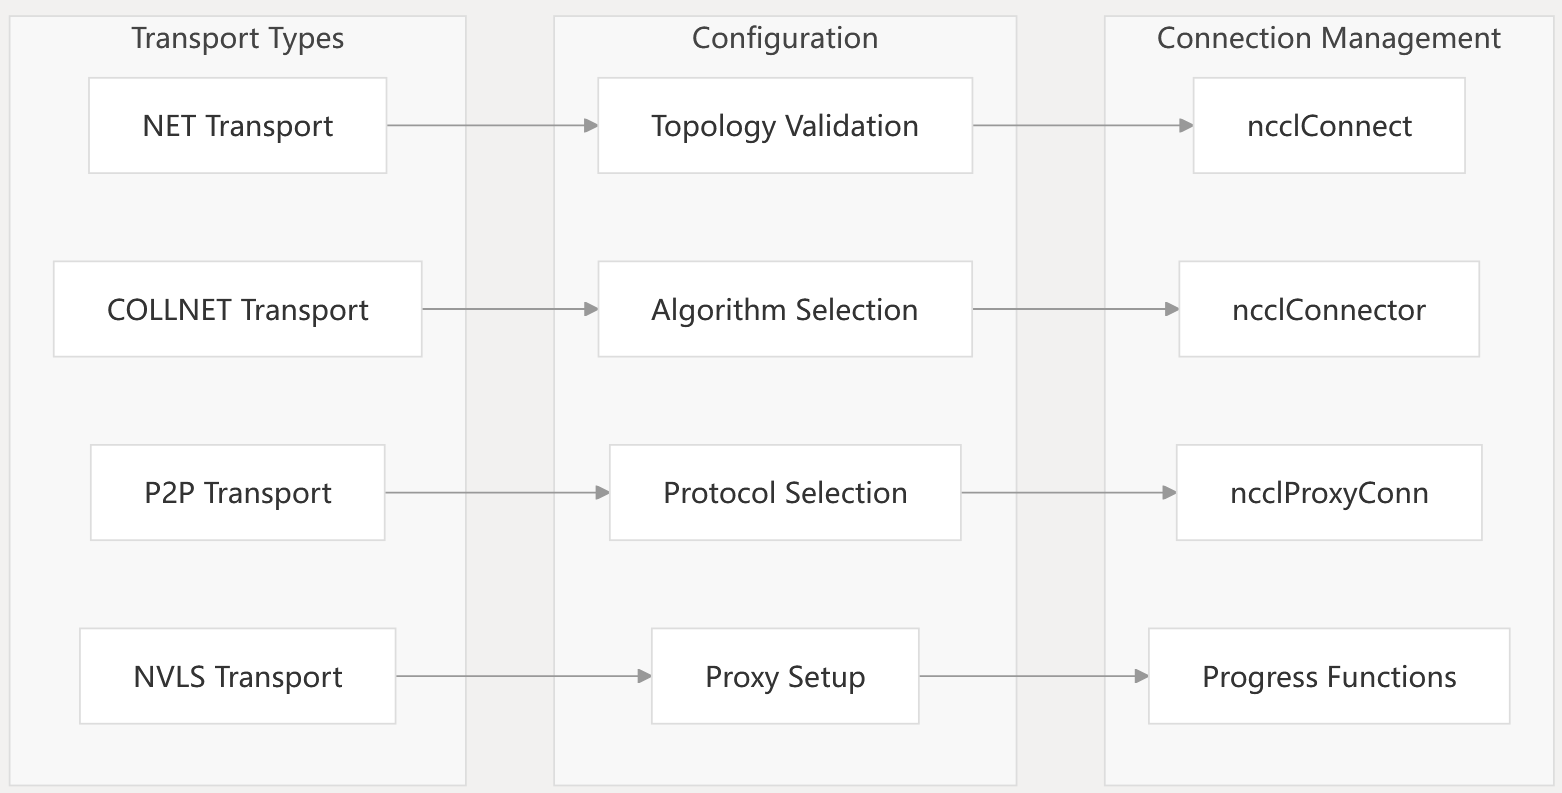 Transport Types
NET Transport
COLLNET Transport
P2P Transport
NVLS Transport
Configuration
Topology Validation
Algorithm Selection
Protocol Selection
Proxy Setup
Connection Management
ncclConnect
ncclConnector
ncclProxyConn
Progress Functions